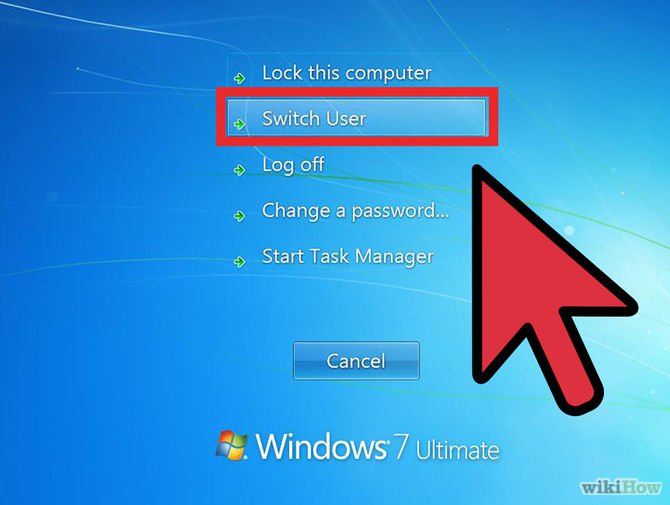 Lock this computer
Switch User
Log off
Change a password...
Start Task Manager
Cancel
Windows 7 Ultimate
wikiHow